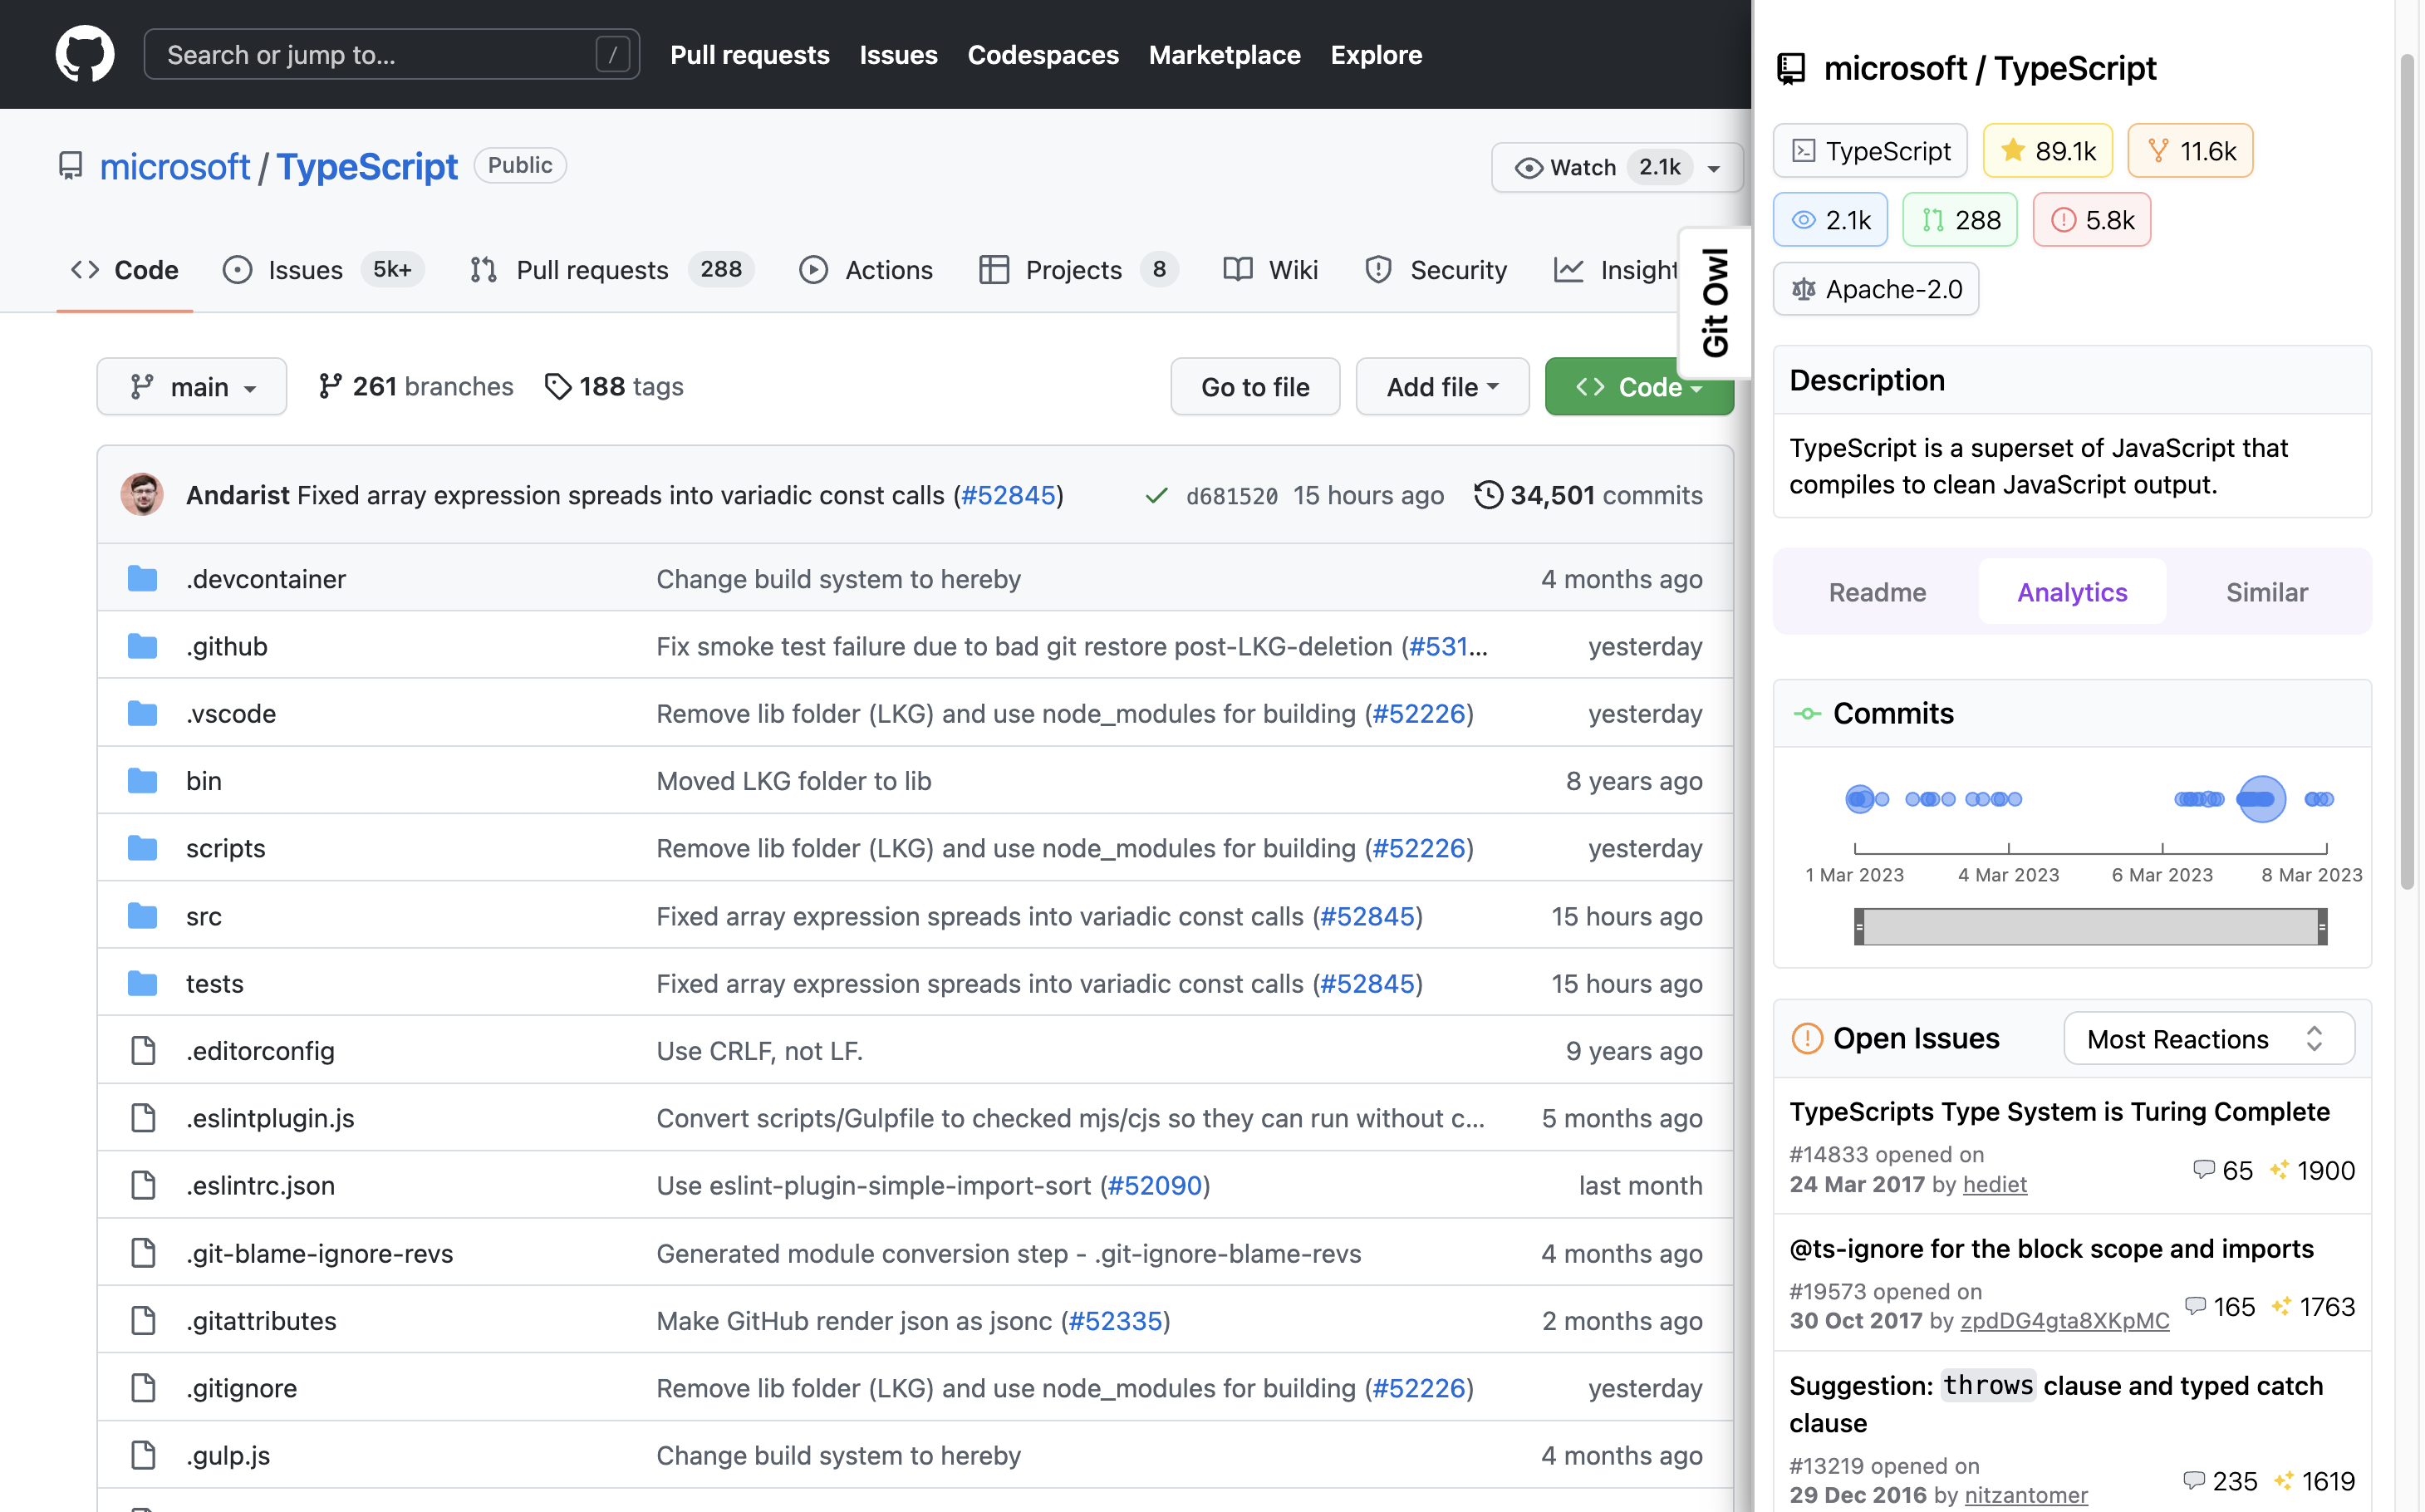 Search or jump to... /
Pull requests Issues Codespaces Marketplace Explore
microsoft / TypeScript Public
Watch 2.1k
Code Issues 5k+ Pull requests 288 Actions Projects 8 Wiki Security Insight
main 261 branches 188 tags
Go to file Add file Code
Andarist Fixed array expression spreads into variadic const calls (#52845) d681520 15 hours ago 34,501 commits
.devcontainer Change build system to hereby 4 months ago
.github Fix smoke test failure due to bad git restore post-LKG-deletion (#531... yesterday
.vscode Remove lib folder (LKG) and use node_modules for building (#52226) yesterday
bin Moved LKG folder to lib 8 years ago
scripts Remove lib folder (LKG) and use node_modules for building (#52226) yesterday
src Fixed array expression spreads into variadic const calls (#52845) 15 hours ago
tests Fixed array expression spreads into variadic const calls (#52845) 15 hours ago
.editorconfig Use CRLF, not LF. 9 years ago
.eslintplugin.js Convert scripts/Gulpfile to checked mjs/cjs so they can run without c... 5 months ago
.eslintrc.json Use eslint-plugin-simple-import-sort (#52090) last month
.git-blame-ignore-revs Generated module conversion step - .git-ignore-blame-revs 4 months ago
.gitattributes Make GitHub render json as jsonc (#52335) 2 months ago
.gitignore Remove lib folder (LKG) and use node_modules for building (#52226) yesterday
.gulp.js Change build system to hereby 4 months ago
Git Owl
microsoft / TypeScript
TypeScript 89.1k 11.6k
2.1k 288 5.8k
Apache-2.0
Description
TypeScript is a superset of JavaScript that
compiles to clean JavaScript output.
Readme Analytics Similar
Commits
1 Mar 2023 4 Mar 2023 6 Mar 2023 8 Mar 2023
Open Issues Most Reactions
TypeScripts Type System is Turing Complete
#14833 opened on
24 Mar 2017 by hediet 65 1900
@ts-ignore for the block scope and imports
#19573 opened on
30 Oct 2017 by zpdDG4gta8XKpMC 165 1763
Suggestion: throws clause and typed catch
clause
#13219 opened on
29 Dec 2016 by nitzantomer 235 1619